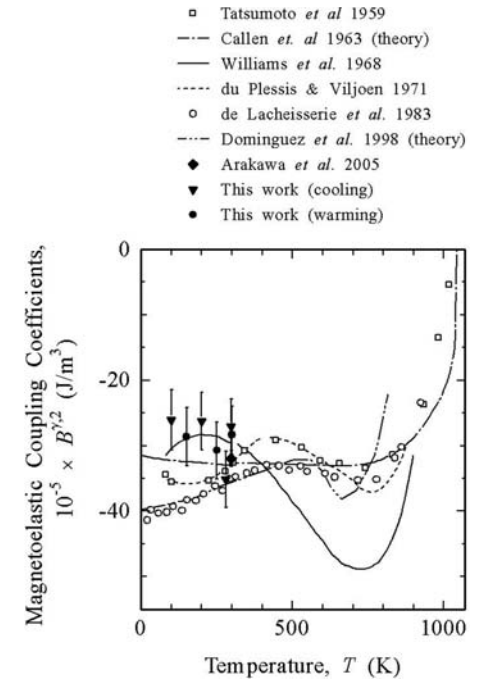 Tatsumoto et al 1959
Callen et. al 1963 (theory)
Williams et al. 1968
du Plessis & Viljoen 1971
de Lacheisserie et al. 1983
Dominguez et al. 1998 (theory)
Arakawa et al. 2005
This work (cooling)
This work (warming)
Magnetoelastic Coupling Coefficients,
10⁻⁵ × Bᵞ,² (J/m³)
0
-20
-40
0
500
1000
Temperature, T (K)